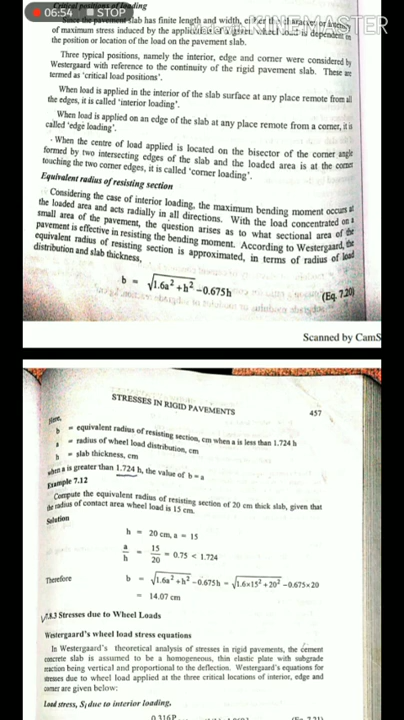 06:54 STOP
KINEMASTER
Critical positions of loading
Since the pavement slab has finite length and width, either the
of maximum stress induced by the application of a given wheel load is dependent on
the position or location of the load on the pavement slab.
Three typical positions, namely the interior, edge and corner were considered by
Westergaard with reference to the continuity of the rigid pavement slab. These are
termed as 'critical load positions'.
When load is applied in the interior of the slab surface at any place remote from all
the edges, it is called 'interior loading'.
When load is applied on an edge of the slab at any place remote from a corner, it is
called 'edge loading'.
When the centre of load applied is located on the bisector of the corner angle
formed by two intersecting edges of the slab and the loaded area is at the corner
touching the two corner edges, it is called 'corner loading'.
Equivalent radius of resisting section
Considering the case of interior loading, the maximum bending moment occurs at
the loaded area and acts radially in all directions. With the load concentrated on a
small area of the pavement, the question arises as to what sectional area of the
pavement is effective in resisting the bending moment. According to Westergaard, the
equivalent radius of resisting section is approximated, in terms of radius of load
distribution and slab thickness,
b = √1.6a² + h² - 0.675h (Eq. 7.20)
Scanned by CamS
STRESSES IN RIGID PAVEMENTS 457
Here,
b = equivalent radius of resisting section, cm when a is less than 1.724 h
a = radius of wheel load distribution, cm
h = slab thickness, cm
when a is greater than 1.724 h, the value of b = a
Example 7.12
Compute the equivalent radius of resisting section of 20 cm thick slab, given that
the radius of contact area wheel load is 15 cm.
Solution
h = 20 cm, a = 15
a/h = 15/20 = 0.75 < 1.724
Therefore b = √1.6a² + h² - 0.675h = √1.6×15² + 20² - 0.675×20
= 14.07 cm
7.8.3 Stresses due to Wheel Loads
Westergaard's wheel load stress equations
In Westergaard's theoretical analysis of stresses in rigid pavements, the cement
concrete slab is assumed to be a homogeneous, thin elastic plate with subgrade
reaction being vertical and proportional to the deflection. Westergaard's equations for
stresses due to wheel load applied at the three critical locations of interior, edge and
corner are given below:
Load stress, Si due to interior loading,
0.316P